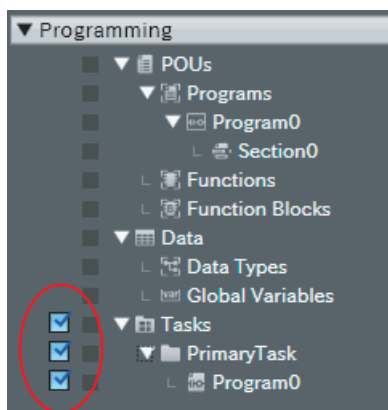 Programming
POUs
Programs
Program0
Section0
Functions
Function Blocks
Data
Data Types
Global Variables
Tasks
PrimaryTask
Program0